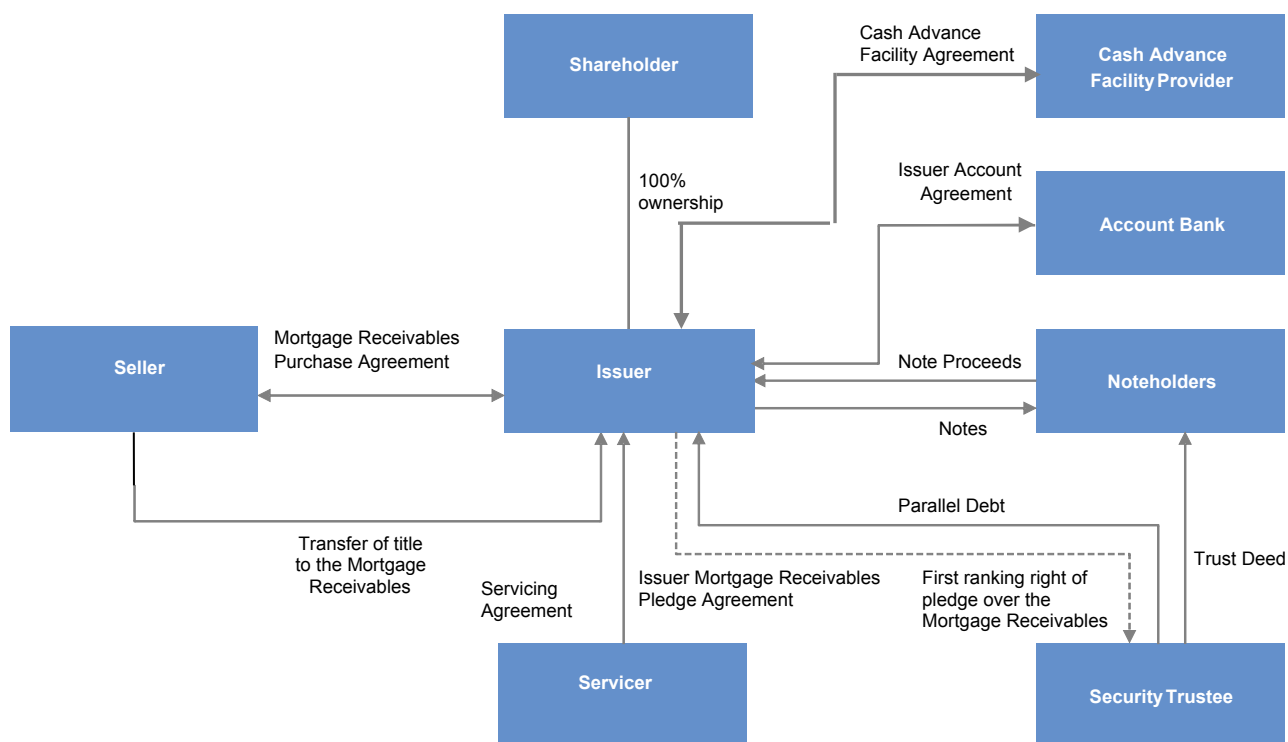 Shareholder
Cash Advance
Facility Agreement
Cash Advance
Facility Provider
100%
ownership
Issuer Account
Agreement
Account Bank
Seller
Mortgage Receivables
Purchase Agreement
Issuer
Note Proceeds
Noteholders
Notes
Transfer of title
to the Mortgage
Receivables
Servicing
Agreement
Issuer Mortgage Receivables
Pledge Agreement
Parallel Debt
First ranking right of
pledge over the
Mortgage Receivables
Trust Deed
Servicer
Security Trustee